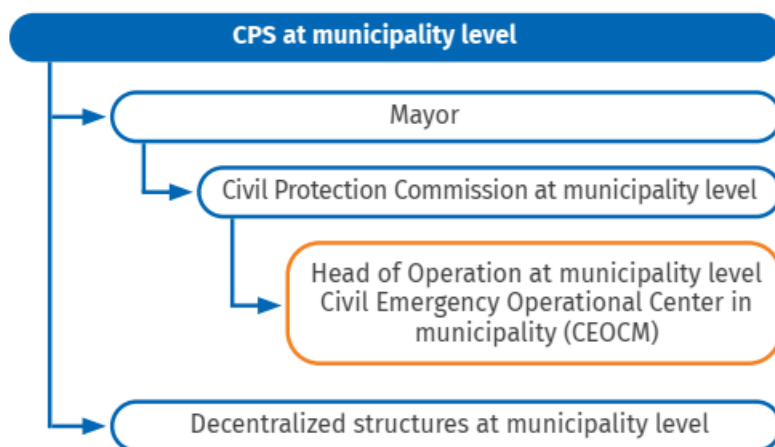 CPS at municipality level
Mayor
Civil Protection Commission at municipality level
Head of Operation at municipality level
Civil Emergency Operational Center in
municipality (CEOCM)
Decentralized structures at municipality level